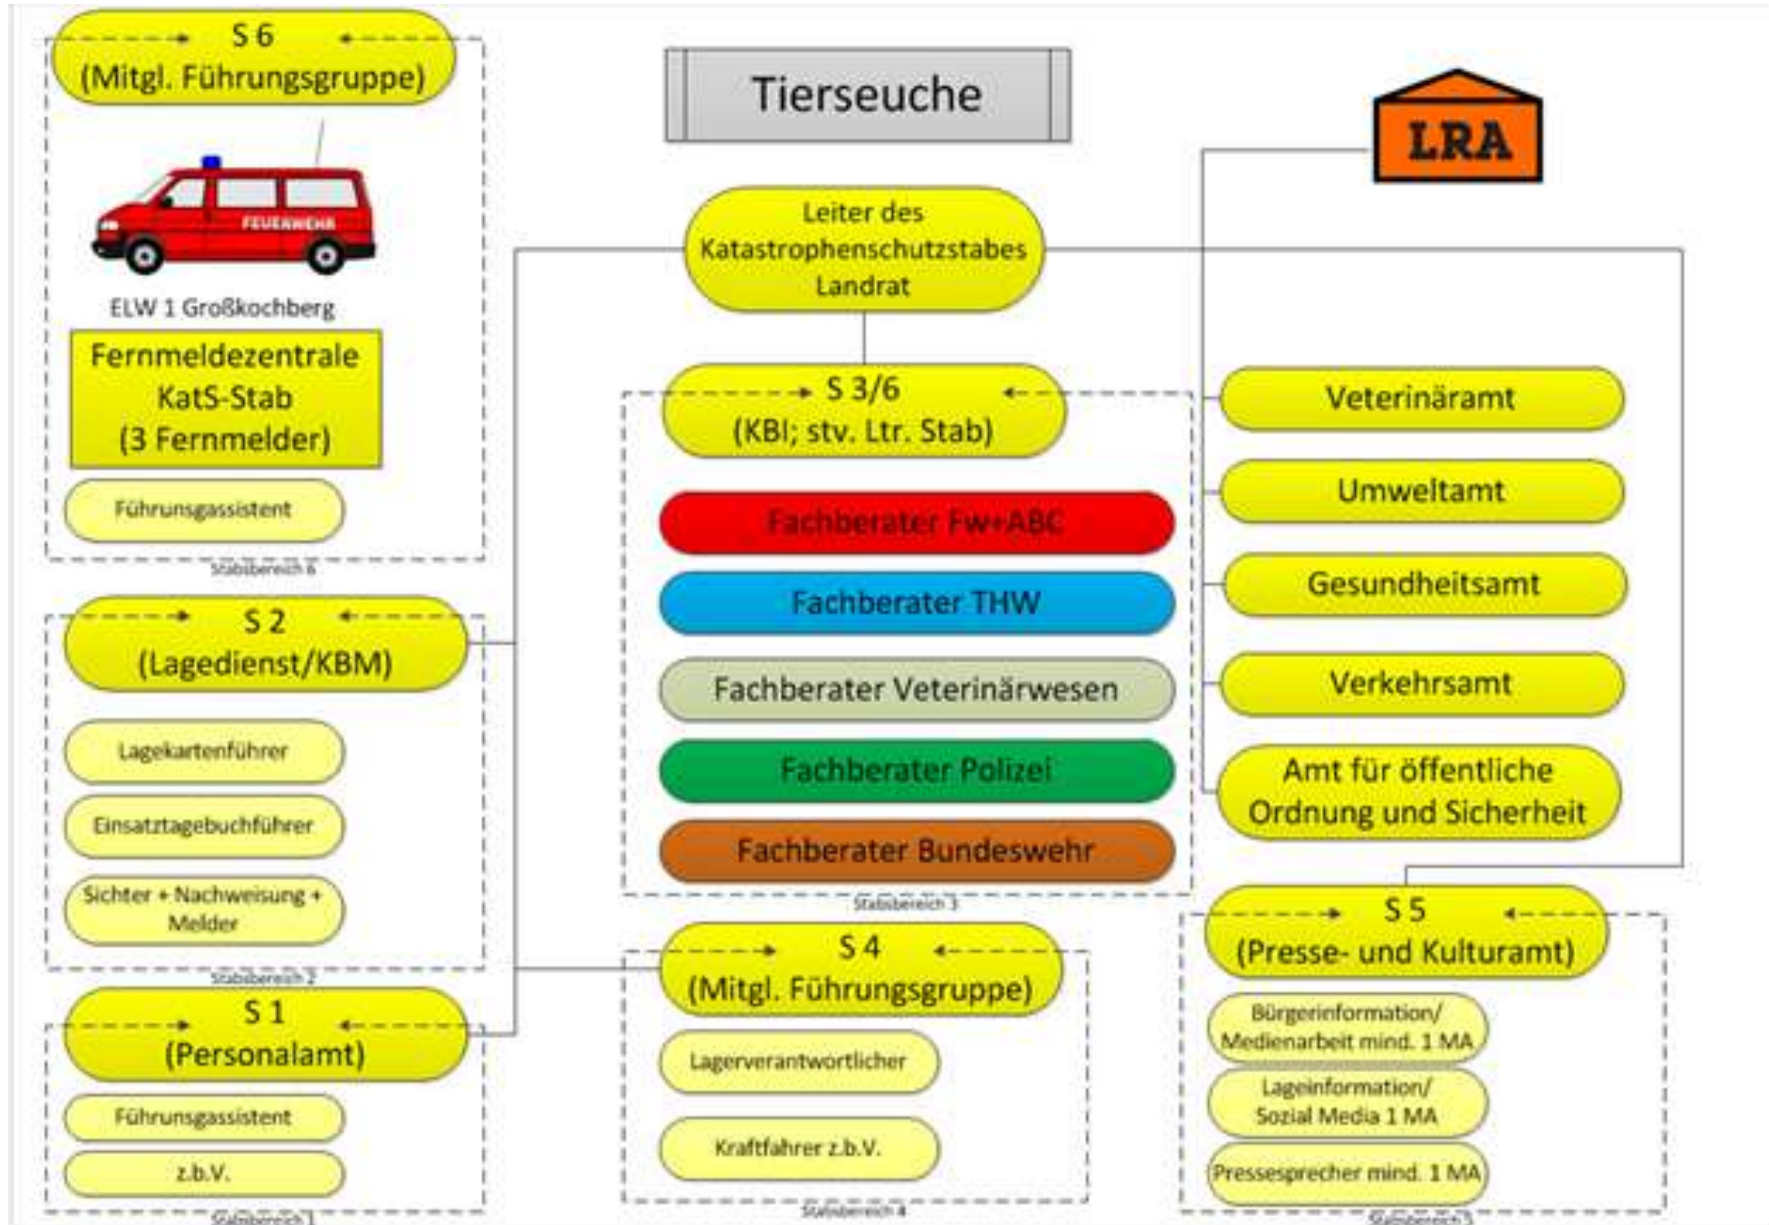 S 6
(Mitgl. Führungsgruppe)
FEUERWEHR
ELW 1 Großkochberg
Fernmeldezentrale
KatS-Stab
(3 Fernmelder)
Führunsgassistent
Stabsbereich 6
S 2
(Lagedienst/KBM)
Lagekartenführer
Einsatztagebuchführer
Sichter + Nachweisung +
Melder
Stabsbereich 2
S 1
(Personalamt)
Führunsgassistent
z.b.V.
Stabsbereich 1
Tierseuche
Leiter des
Katastrophenschutzstabes
Landrat
S 3/6
(KBI; stv. Ltr. Stab)
Fachberater Fw+ABC
Fachberater THW
Fachberater Veterinärwesen
Fachberater Polizei
Fachberater Bundeswehr
Stabsbereich 3
S 4
(Mitgl. Führungsgruppe)
Lagerverantwortlicher
Kraftfahrer z.b.V.
Stabsbereich 4
LRA
Veterinäramt
Umweltamt
Gesundheitsamt
Verkehrsamt
Amt für öffentliche
Ordnung und Sicherheit
S 5
(Presse- und Kulturamt)
Bürgerinformation/
Medienarbeit mind. 1 MA
Lageinformation/
Sozial Media 1 MA
Pressesprecher mind. 1 MA
Stabsbereich 5